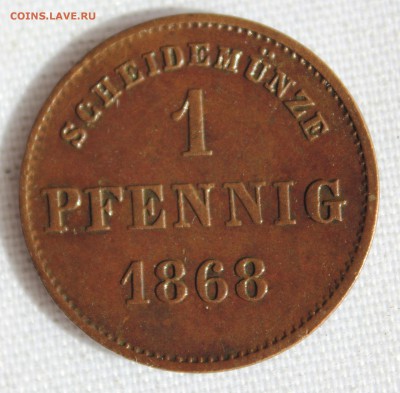 COINS.LAVE.RU
SCHEIDEMÜNZE
1
PFENNIG
1868